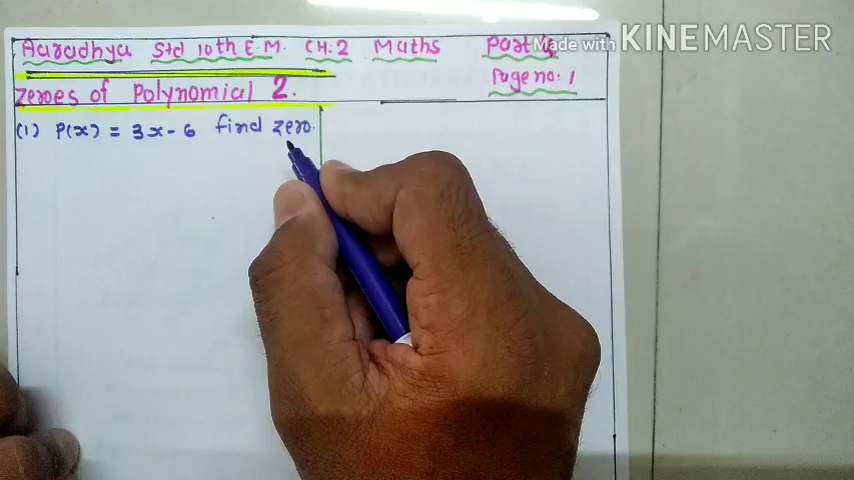 Aaradhya Std 10th E.M. CH:2 Maths Part
Made with KINEMASTER
Page no: 1
Zeroes of Polynomial 2.
(1) P(x) = 3x - 6 find zero.